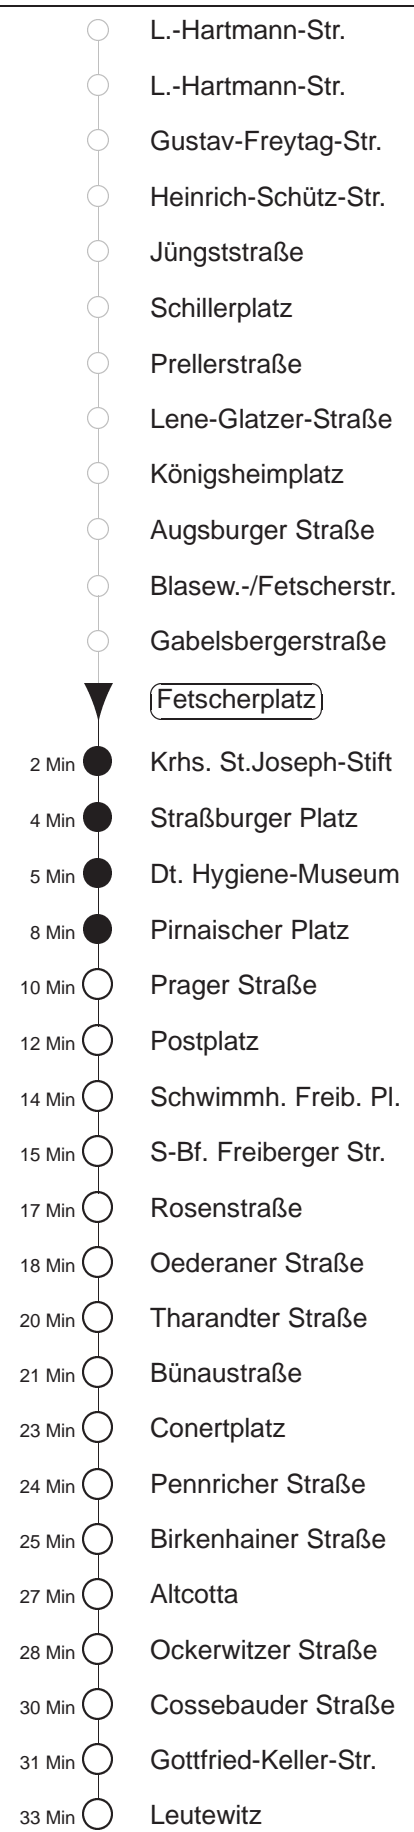 L.-Hartmann-Str.
L.-Hartmann-Str.
Gustav-Freytag-Str.
Heinrich-Schütz-Str.
Jüngststraße
Schillerplatz
Prellerstraße
Lene-Glatzer-Straße
Königsheimplatz
Augsburger Straße
Blasew.-/Fetscherstr.
Gabelsbergerstraße
Fetscherplatz
2 Min Krhs. St.Joseph-Stift
4 Min Straßburger Platz
5 Min Dt. Hygiene-Museum
8 Min Pirnaischer Platz
10 Min Prager Straße
12 Min Postplatz
14 Min Schwimmh. Freib. Pl.
15 Min S-Bf. Freiberger Str.
17 Min Rosenstraße
18 Min Oederaner Straße
20 Min Tharandter Straße
21 Min Bünaustraße
23 Min Conertplatz
24 Min Pennricher Straße
25 Min Birkenhainer Straße
27 Min Altcotta
28 Min Ockerwitzer Straße
30 Min Cossebauder Straße
31 Min Gottfried-Keller-Str.
33 Min Leutewitz